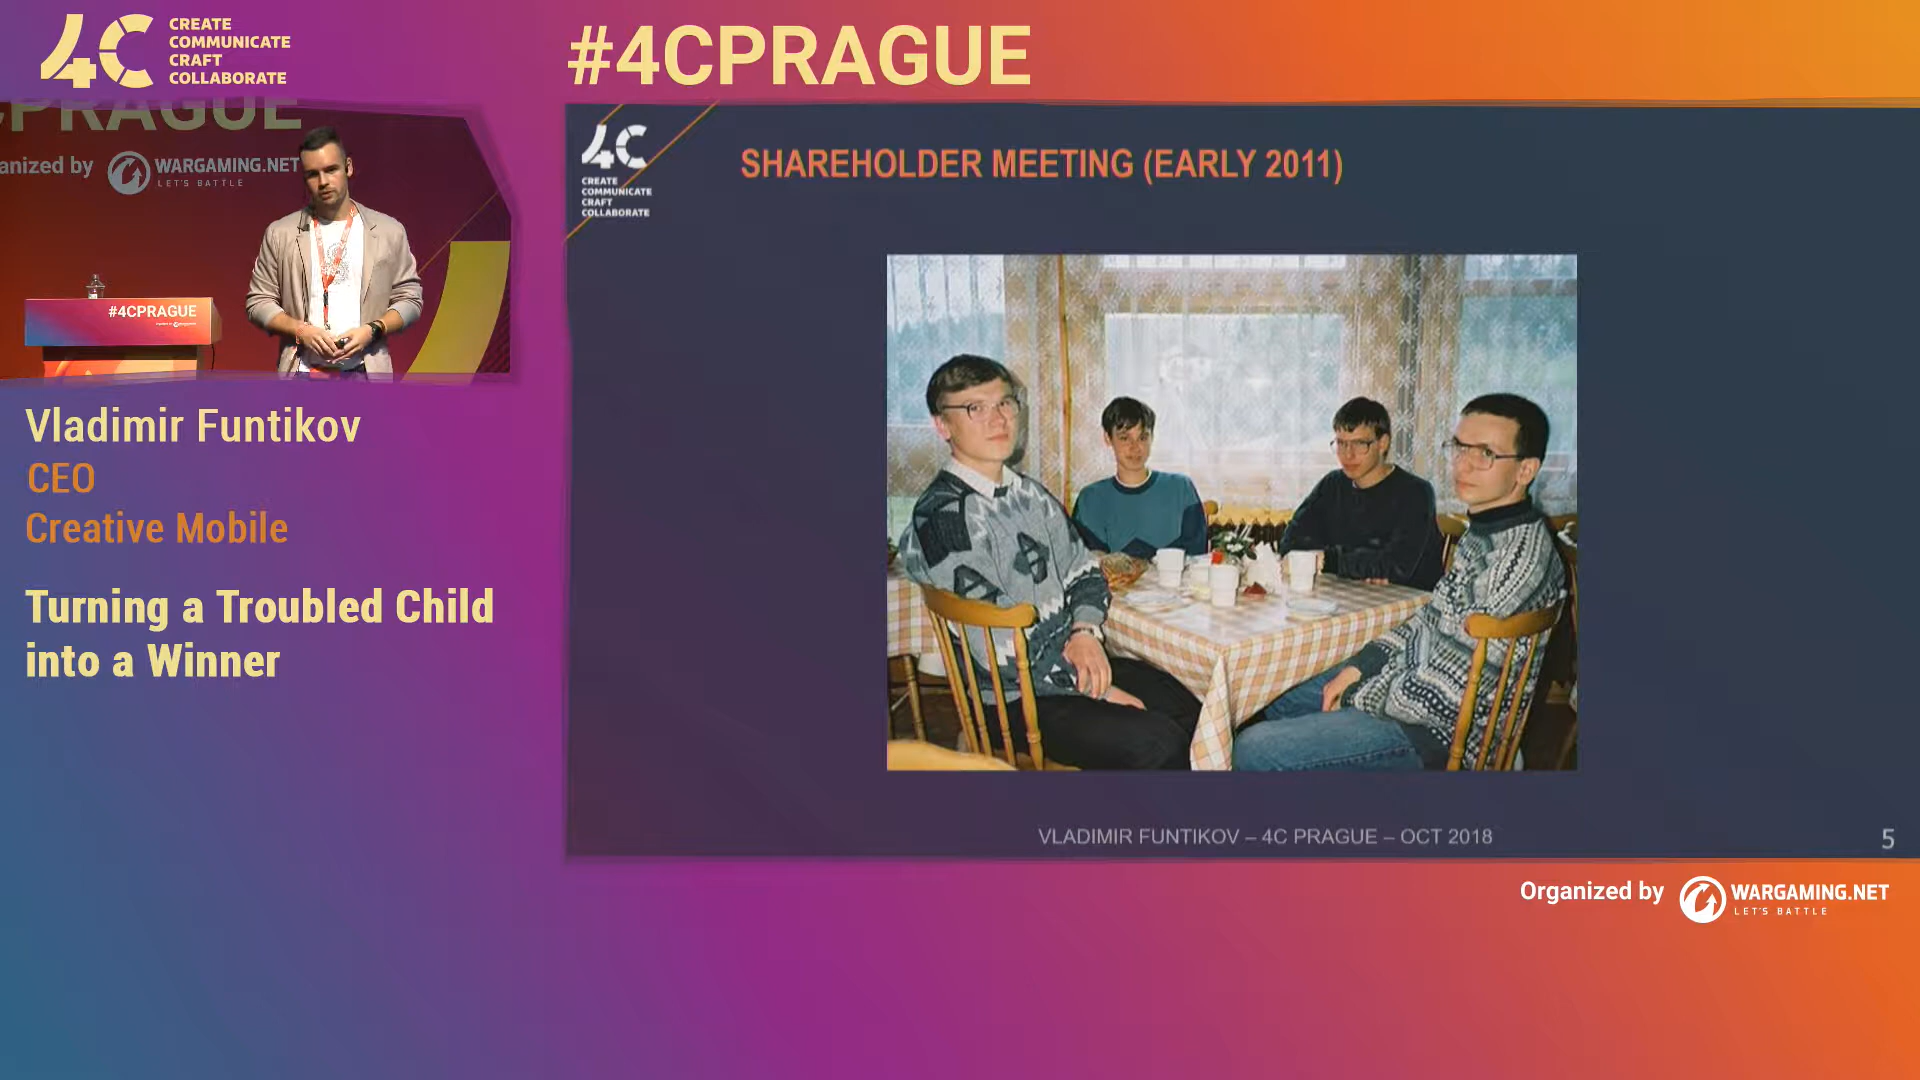 4C
CREATE
COMMUNICATE
CRAFT
COLLABORATE
#4CPRAGUE
CPRAGUE
anized by
WARGAMING.NET
LET'S BATTLE
#4CPRAGUE
Vladimir Funtikov
CEO
Creative Mobile
Turning a Troubled Child
into a Winner
4C
CREATE
COMMUNICATE
CRAFT
COLLABORATE
SHAREHOLDER MEETING (EARLY 2011)
VLADIMIR FUNTIKOV – 4C PRAGUE – OCT 2018
5
Organized by
WARGAMING.NET
LET'S BATTLE